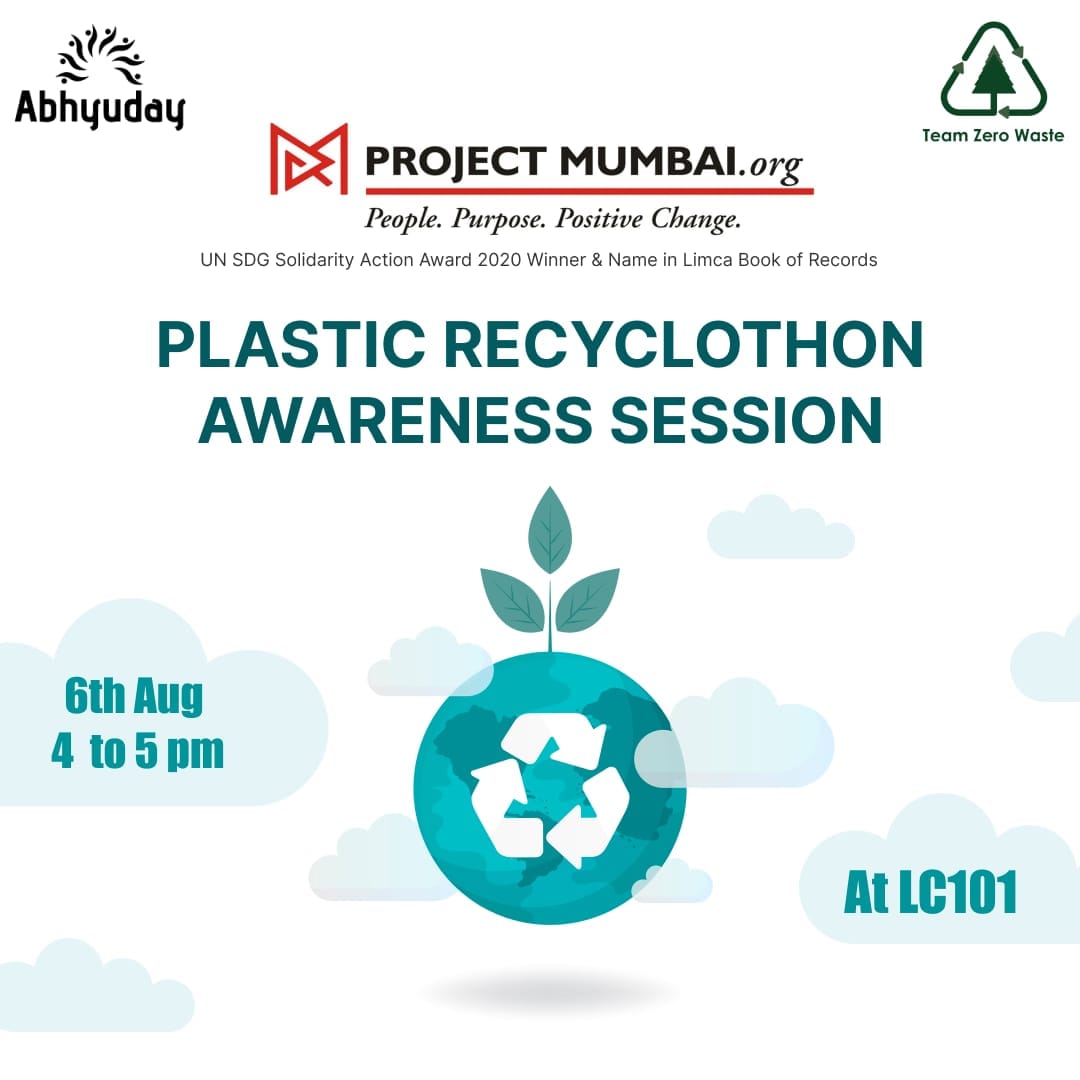 Abhyuday
Team Zero Waste
PROJECT MUMBAI.org
People. Purpose. Positive Change.
UN SDG Solidarity Action Award 2020 Winner & Name in Limca Book of Records
PLASTIC RECYCLOTHON
AWARENESS SESSION
6th Aug
4 to 5 pm
At LC101